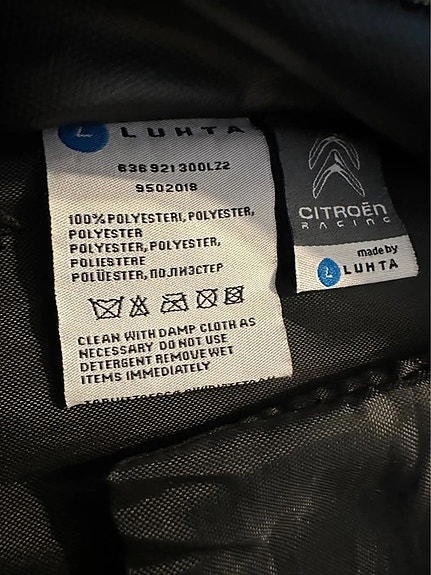 L LUHTA
636 921 300LZ2
9502018
100%POLYESTERI,POLYESTER,
POLYESTER
POLYESTER, POLYESTER,
POLIESTERE
POLÜESTER, ПОЛИЭСТЕР
CLEAN WITH DAMP CLOTH AS
NECESSARY DO NOT USE
DETERGENT REMOVE WET
ITEMS IMMEDIATELY
CITROËN
RACING
made by
L LUHTA